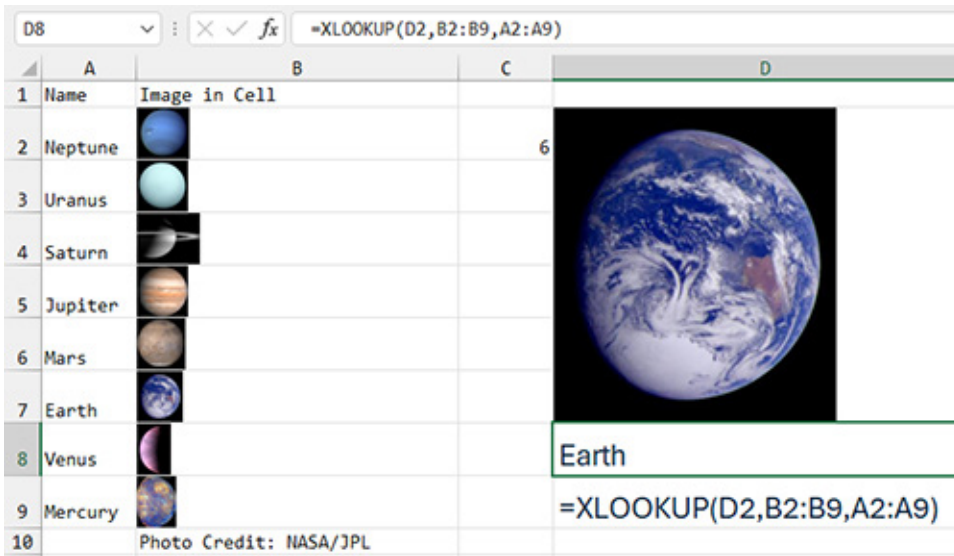 D8 fx =XLOOKUP(D2,B2:B9,A2:A9)
A B C D
1 Name Image in Cell
2 Neptune 6
3 Uranus
4 Saturn
5 Jupiter
6 Mars
7 Earth
8 Venus Earth
9 Mercury =XLOOKUP(D2,B2:B9,A2:A9)
10 Photo Credit: NASA/JPL